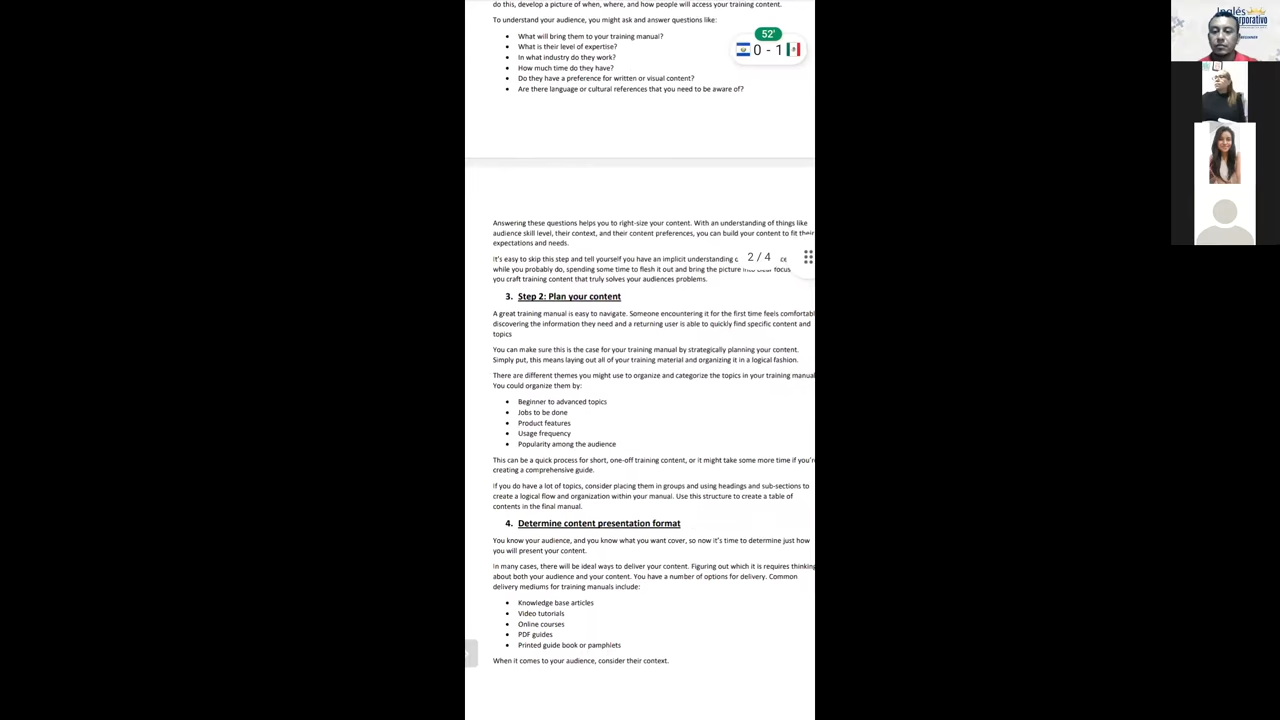 do this, develop a picture of when, where, and how people will access your training content.
To understand your audience, you might ask and answer questions like:
• What will bring them to your training manual?
• What is their level of expertise?
• In what industry do they work?
• How much time do they have?
• Do they have a preference for written or visual content?
• Are there language or cultural references that you need to be aware of?
52'
0 - 1
Inglés
Corporativo
Answering these questions helps you to right-size your content. With an understanding of things like
audience skill level, their context, and their content preferences, you can build your content to fit their
expectations and needs.
It's easy to skip this step and tell yourself you have an implicit understanding
2 / 4
while you probably do, spending some time to flesh it out and bring the picture into clear focus
you craft training content that truly solves your audiences problems.
3. Step 2: Plan your content
A great training manual is easy to navigate. Someone encountering it for the first time feels comfortabl
discovering the information they need and a returning user is able to quickly find specific content and
topics
You can make sure this is the case for your training manual by strategically planning your content.
Simply put, this means laying out all of your training material and organizing it in a logical fashion.
There are different themes you might use to organize and categorize the topics in your training manual
You could organize them by:
• Beginner to advanced topics
• Jobs to be done
• Product features
• Usage frequency
• Popularity among the audience
This can be a quick process for short, one-off training content, or it might take some more time if you'r
creating a comprehensive guide.
If you do have a lot of topics, consider placing them in groups and using headings and sub-sections to
create a logical flow and organization within your manual. Use this structure to create a table of
contents in the final manual.
4. Determine content presentation format
You know your audience, and you know what you want cover, so now it's time to determine just how
you will present your content.
In many cases, there will be ideal ways to deliver your content. Figuring out which it is requires thinking
about both your audience and your content. You have a number of options for delivery. Common
delivery mediums for training manuals include:
• Knowledge base articles
• Video tutorials
• Online courses
• PDF guides
• Printed guide book or pamphlets
When it comes to your audience, consider their context.